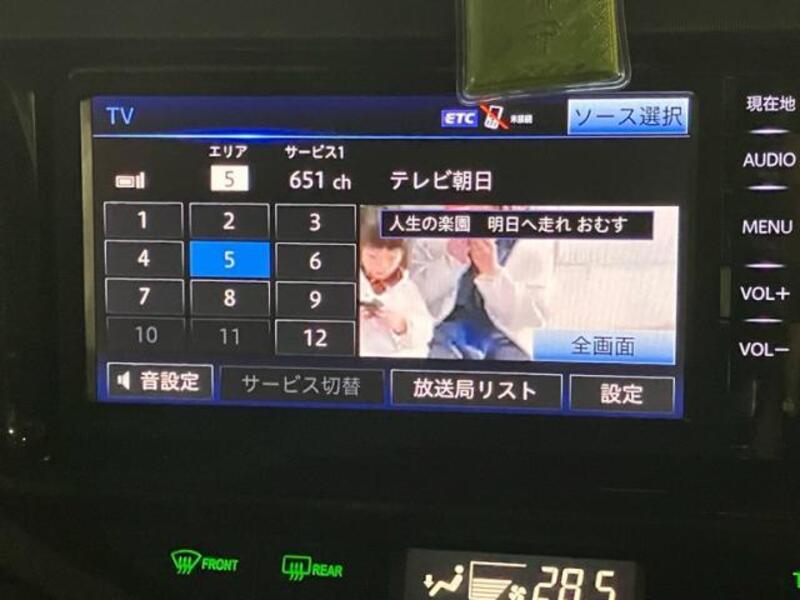 TV ETC 未接続 ソース選択
エリア サービス1
5 651 ch テレビ朝日
1 2 3
人生の楽園 明日へ走れ おむす
4 5 6
7 8 9
10 11 12
全画面
音設定 サービス切替 放送局リスト 設定
現在地
AUDIO
MENU
VOL+
VOL-
FRONT REAR 28.5